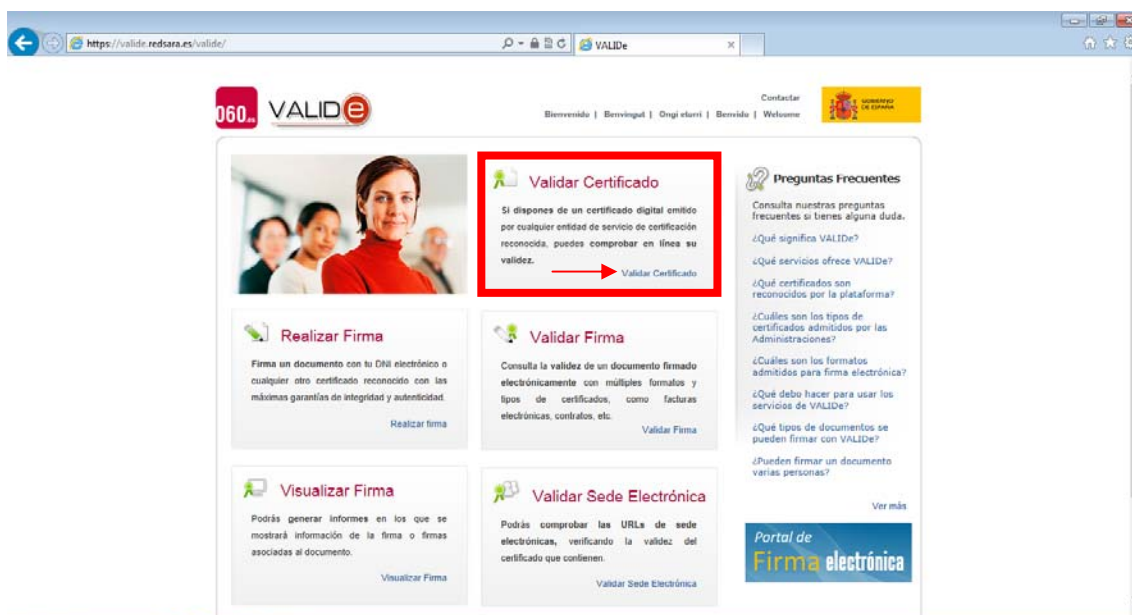 https://valide.redsara.es/valide/
VALIDe
060.es
VALIDe
Contactar
Bienvenido | Benvingut | Ongi etorri | Benvido | Welcome
GOBIERNO
DE ESPAÑA
Validar Certificado
Si dispones de un certificado digital emitido
por cualquier entidad de servicio de certificación
reconocida, puedes comprobar en línea su
validez.
Validar Certificado
Realizar Firma
Firma un documento con tu DNI electrónico o
cualquier otro certificado reconocido con las
máximas garantías de integridad y autenticidad.
Realizar firma
Validar Firma
Consulta la validez de un documento firmado
electrónicamente con múltiples formatos y
tipos de certificados, como facturas
electrónicas, contratos, etc.
Validar Firma
Visualizar Firma
Podrás generar informes en los que se
mostrará información de la firma o firmas
asociadas al documento.
Visualizar Firma
Validar Sede Electrónica
Podrás comprobar las URLs de sede
electrónicas, verificando la validez del
certificado que contienen.
Validar Sede Electrónica
Preguntas Frecuentes
Consulta nuestras preguntas
frecuentes si tienes alguna duda.
¿Qué significa VALIDe?
¿Qué servicios ofrece VALIDe?
¿Qué certificados son
reconocidos por la plataforma?
¿Cuáles son los tipos de
certificados admitidos por las
Administraciones?
¿Cuáles son los formatos
admitidos para firma electrónica?
¿Qué debo hacer para usar los
servicios de VALIDe?
¿Qué tipos de documentos se
pueden firmar con VALIDe?
¿Pueden firmar un documento
varias personas?
Ver más
Portal de
Firma electrónica